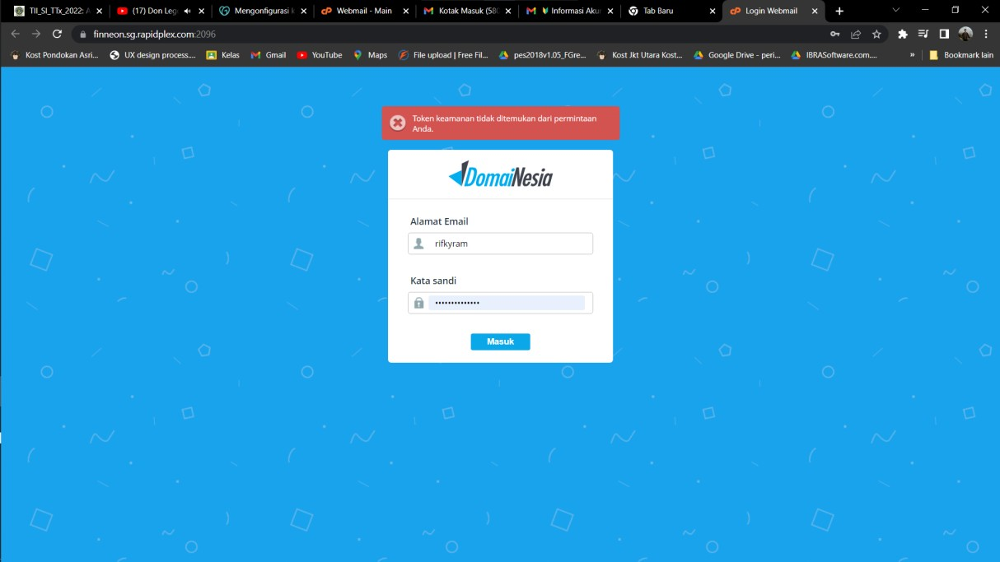 TII_SI_TTx_2022: A
(17) Don Leg
Mengonfigurasi k
Webmail - Main
Kotak Masuk (580
Informasi Aku
Tab Baru
Login Webmail
finneon.sg.rapidplex.com:2096
Kost Pondokan Asri...
UX design process....
Kelas
Gmail
YouTube
Maps
File upload | Free Fil...
pes2018v1.05_FGre...
Kost Jkt Utara Kost...
Google Drive - peri...
IBRASoftware.com....
»
Bookmark lain
Token keamanan tidak ditemukan dari permintaan
Anda.
DomaiNesia
Alamat Email
rifkyram
Kata sandi
••••••••••••••
Masuk